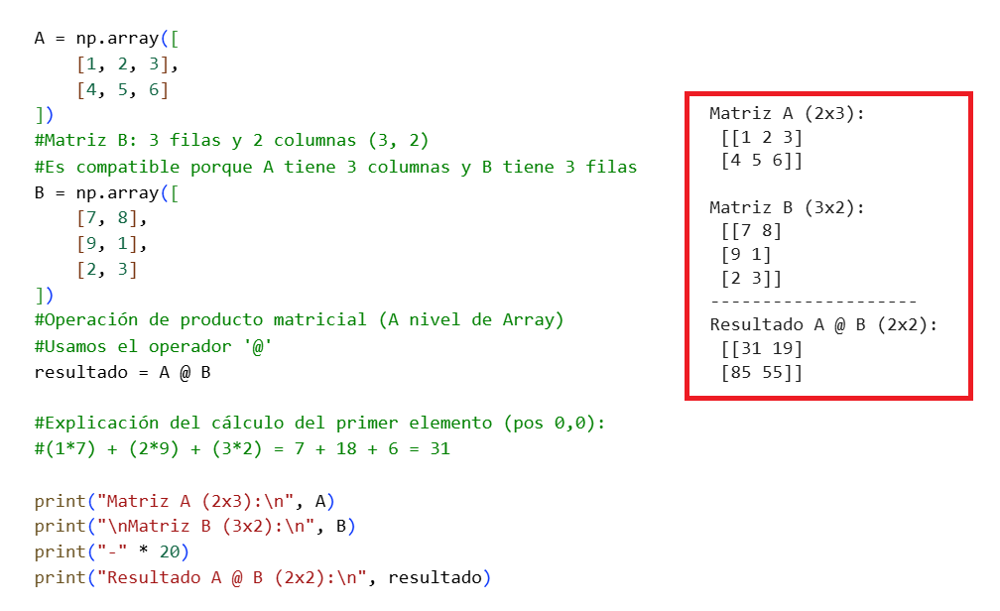 A = np.array([
    [1, 2, 3],
    [4, 5, 6]
])
#Matriz B: 3 filas y 2 columnas (3, 2)
#Es compatible porque A tiene 3 columnas y B tiene 3 filas
B = np.array([
    [7, 8],
    [9, 1],
    [2, 3]
])
#Operación de producto matricial (A nivel de Array)
#Usamos el operador '@'
resultado = A @ B

#Explicación del cálculo del primer elemento (pos 0,0):
#(1*7) + (2*9) + (3*2) = 7 + 18 + 6 = 31

print("Matriz A (2x3):\n", A)
print("\nMatriz B (3x2):\n", B)
print("-" * 20)
print("Resultado A @ B (2x2):\n", resultado)

Matriz A (2x3):
 [[1 2 3]
 [4 5 6]]

Matriz B (3x2):
 [[7 8]
 [9 1]
 [2 3]]
--------------------
Resultado A @ B (2x2):
 [[31 19]
 [85 55]]